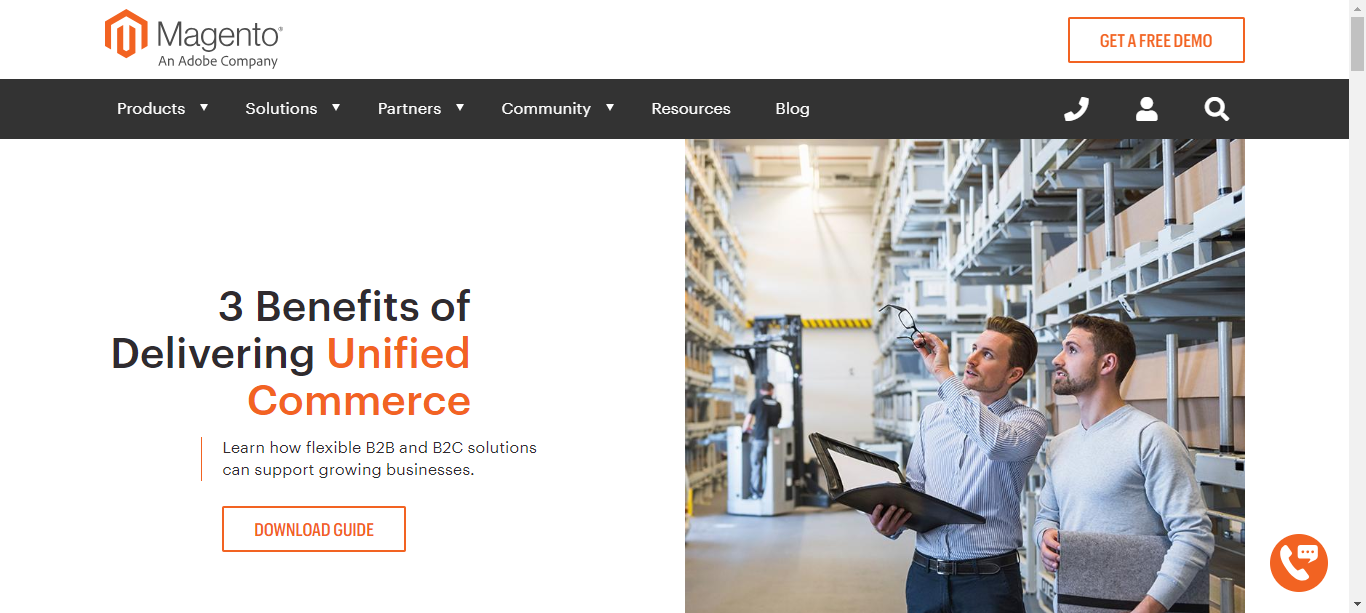 Magento®
An Adobe Company
GET A FREE DEMO
Products ▼ Solutions ▼ Partners ▼ Community ▼ Resources Blog
3 Benefits of
Delivering Unified
Commerce
Learn how flexible B2B and B2C solutions
can support growing businesses.
DOWNLOAD GUIDE